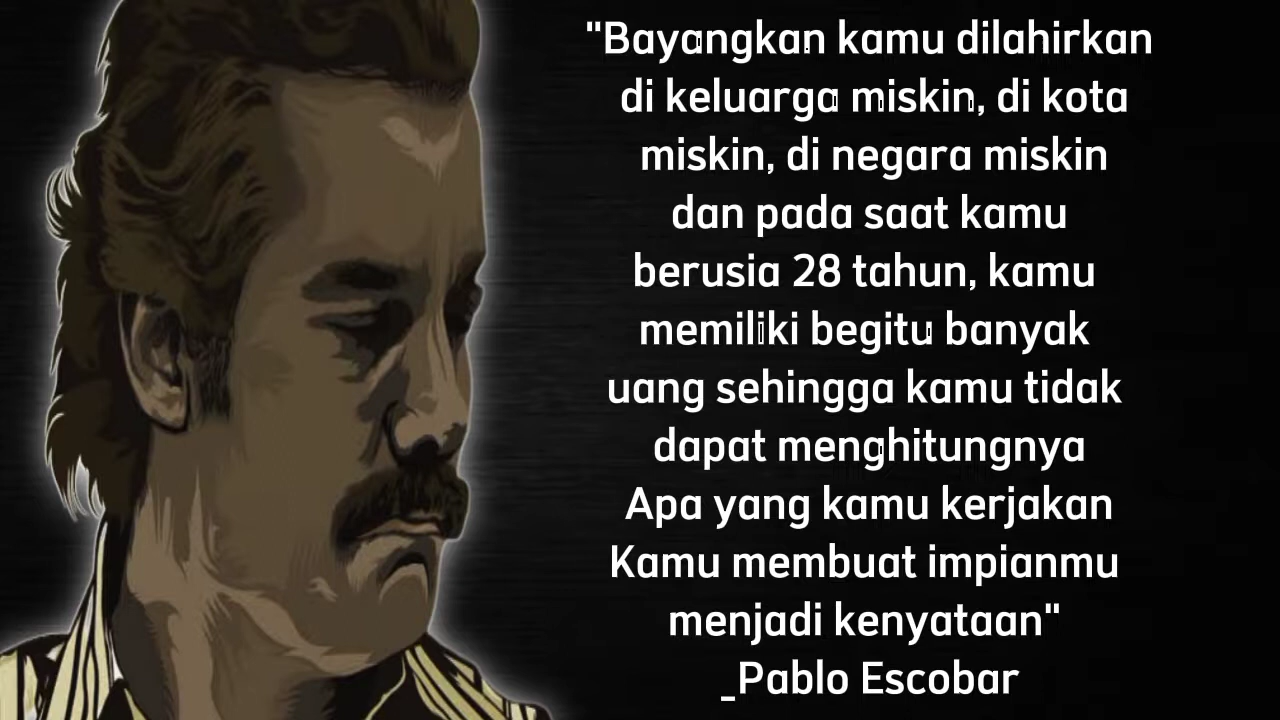 "Bayangkan kamu dilahirkan
di keluarga miskin, di kota
miskin, di negara miskin
dan pada saat kamu
berusia 28 tahun, kamu
memiliki begitu banyak
uang sehingga kamu tidak
dapat menghitungnya
Apa yang kamu kerjakan
Kamu membuat impianmu
menjadi kenyataan"
_Pablo Escobar